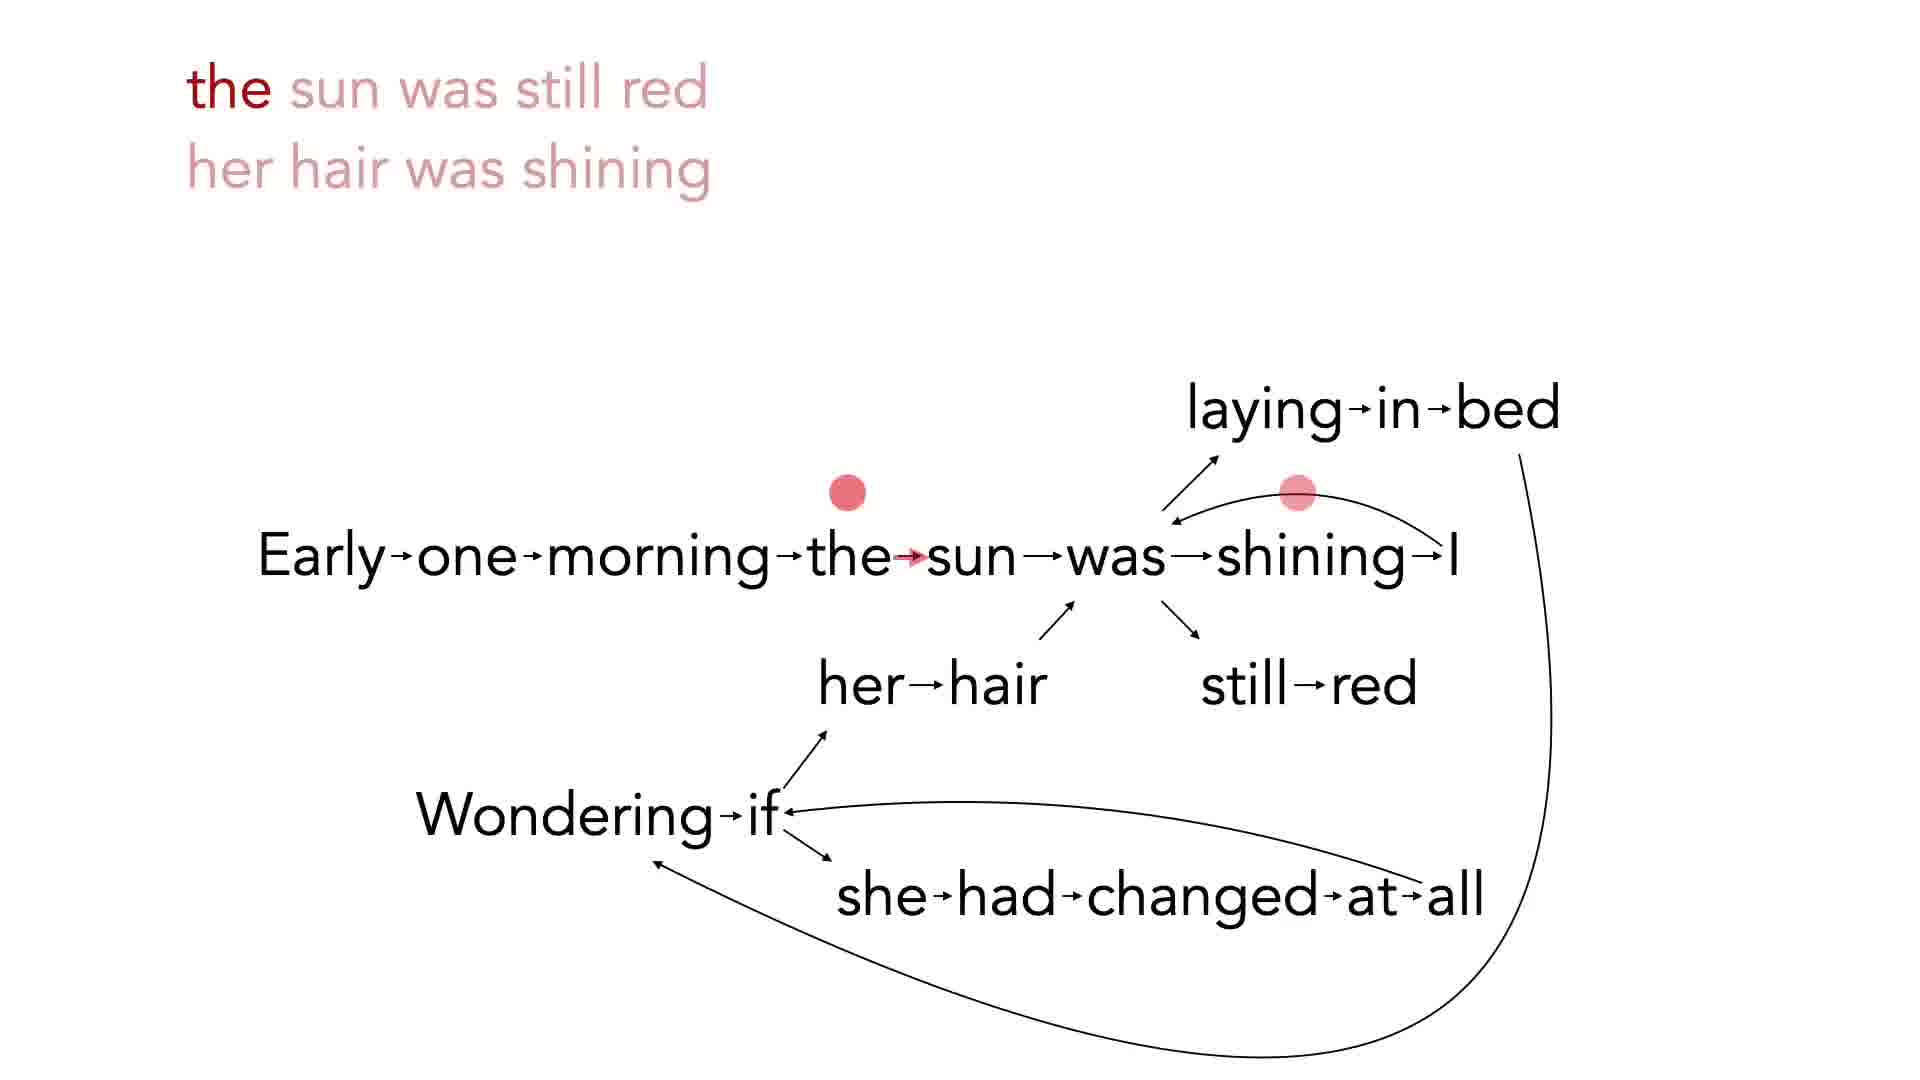 the sun was still red
her hair was shining
laying in bed
Early one morning the sun was shining I
her hair still red
Wondering if
she had changed at all